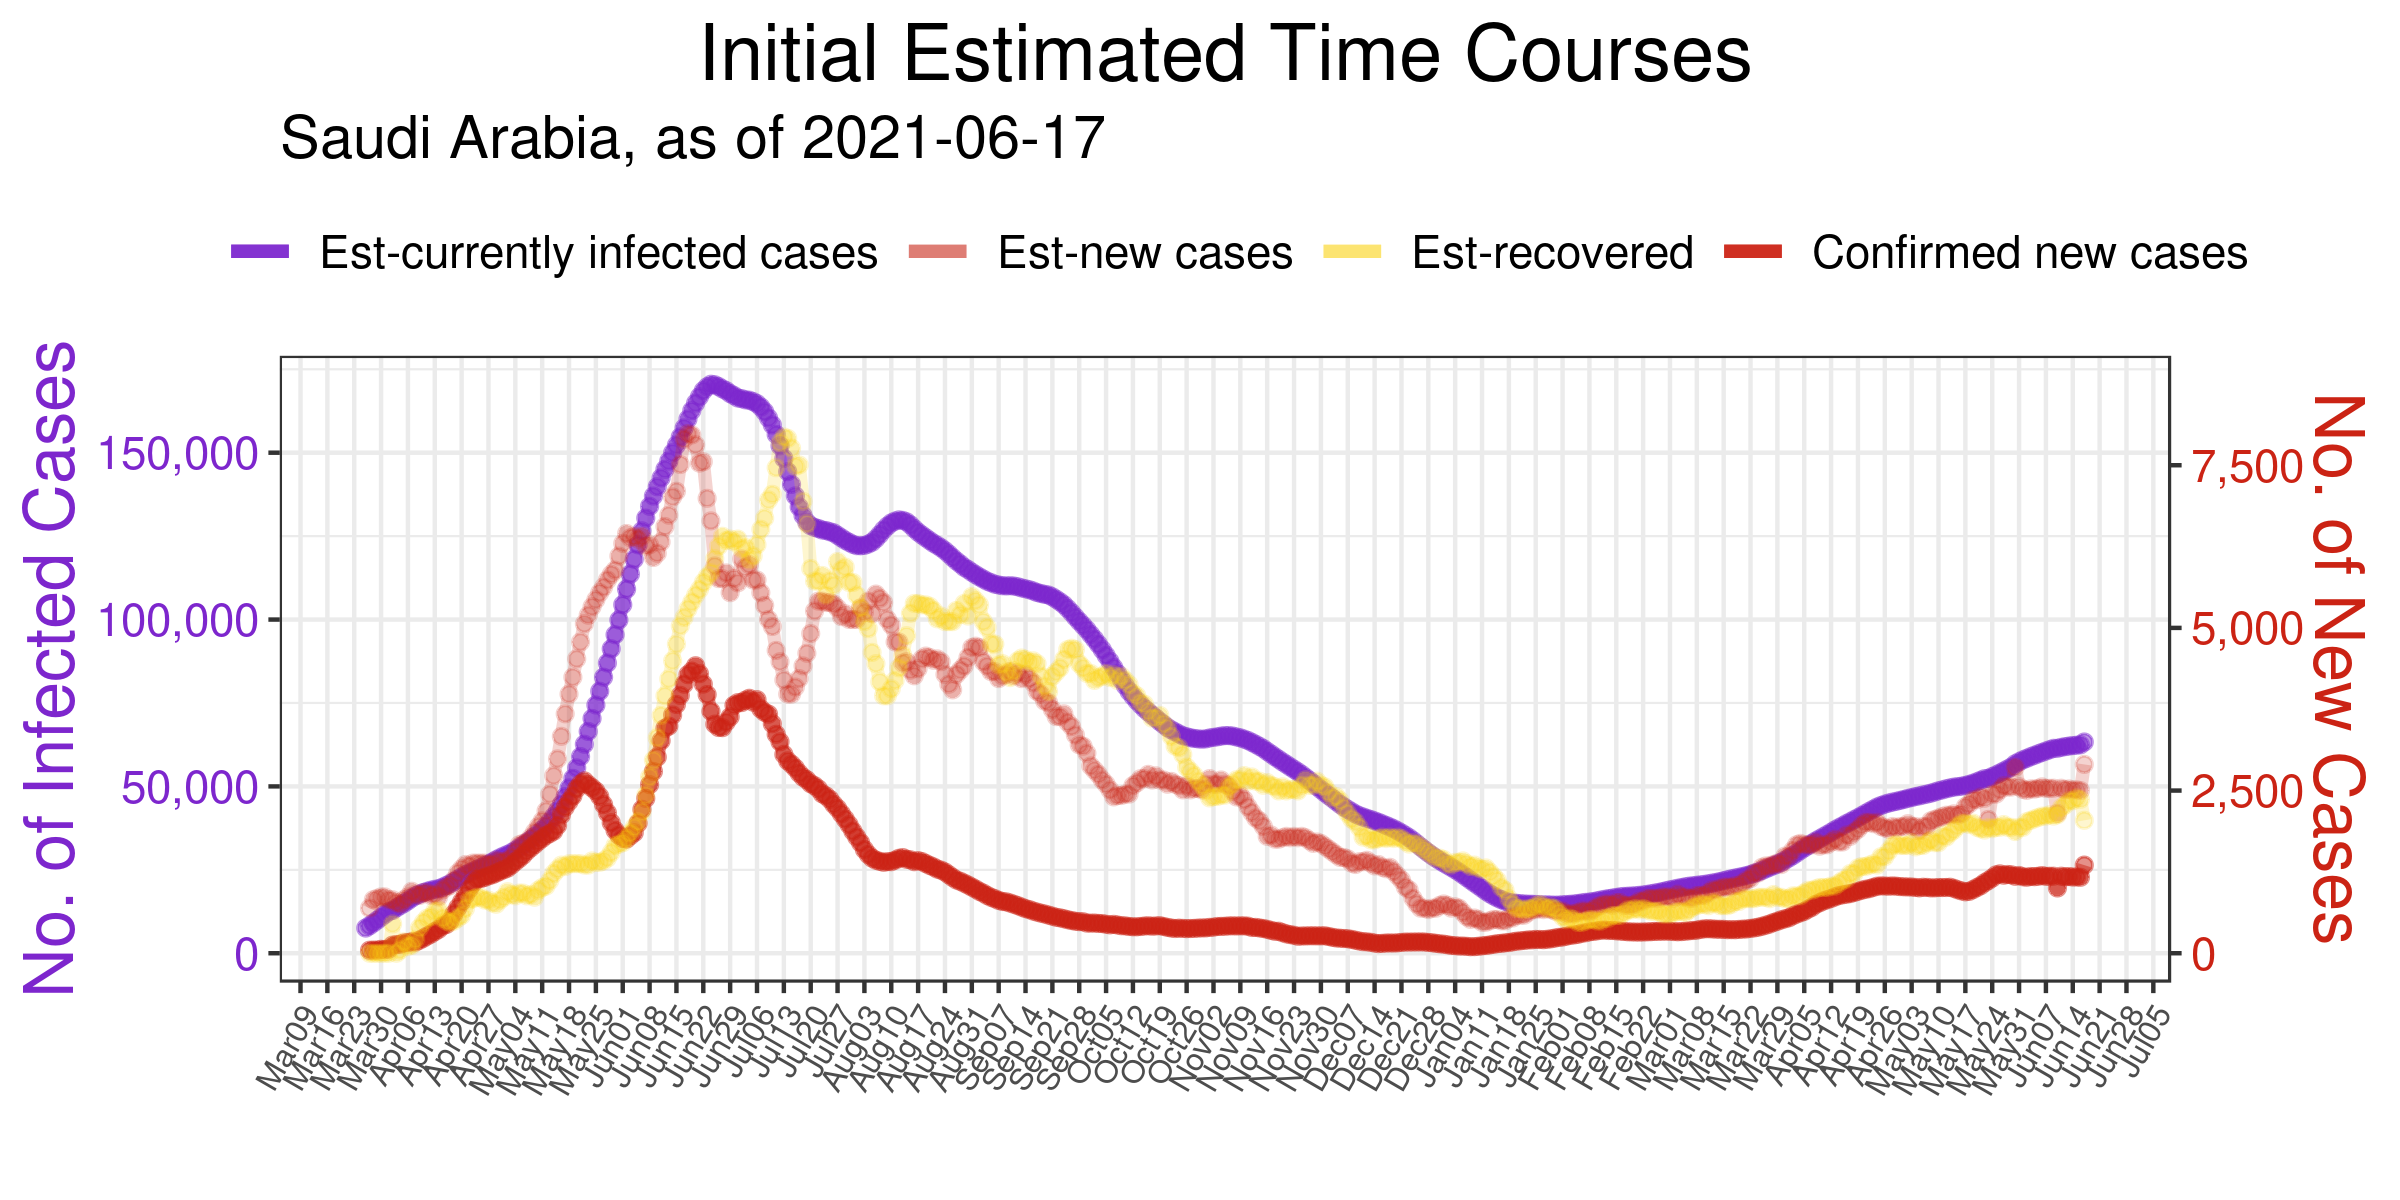 Initial Estimated Time Courses
Saudi Arabia, as of 2021-06-17
Est-currently infected cases
Est-new cases
Est-recovered
Confirmed new cases
No. of Infected Cases
150,000
100,000
50,000
0
No. of New Cases
7,500
5,000
2,500
0
Mar09
Mar16
Mar23
Mar30
Apr06
Apr13
Apr20
Apr27
May04
May11
May18
May25
Jun01
Jun08
Jun15
Jun22
Jun29
Jul06
Jul13
Jul20
Jul27
Aug03
Aug10
Aug17
Aug24
Aug31
Sep07
Sep14
Sep21
Sep28
Oct05
Oct12
Oct19
Oct26
Nov02
Nov09
Nov16
Nov23
Nov30
Dec07
Dec14
Dec21
Dec28
Jan04
Jan11
Jan18
Jan25
Feb01
Feb08
Feb15
Feb22
Mar01
Mar08
Mar15
Mar22
Mar29
Apr05
Apr12
Apr19
Apr26
May03
May10
May17
May24
May31
Jun07
Jun14
Jun21
Jun28
Jul05